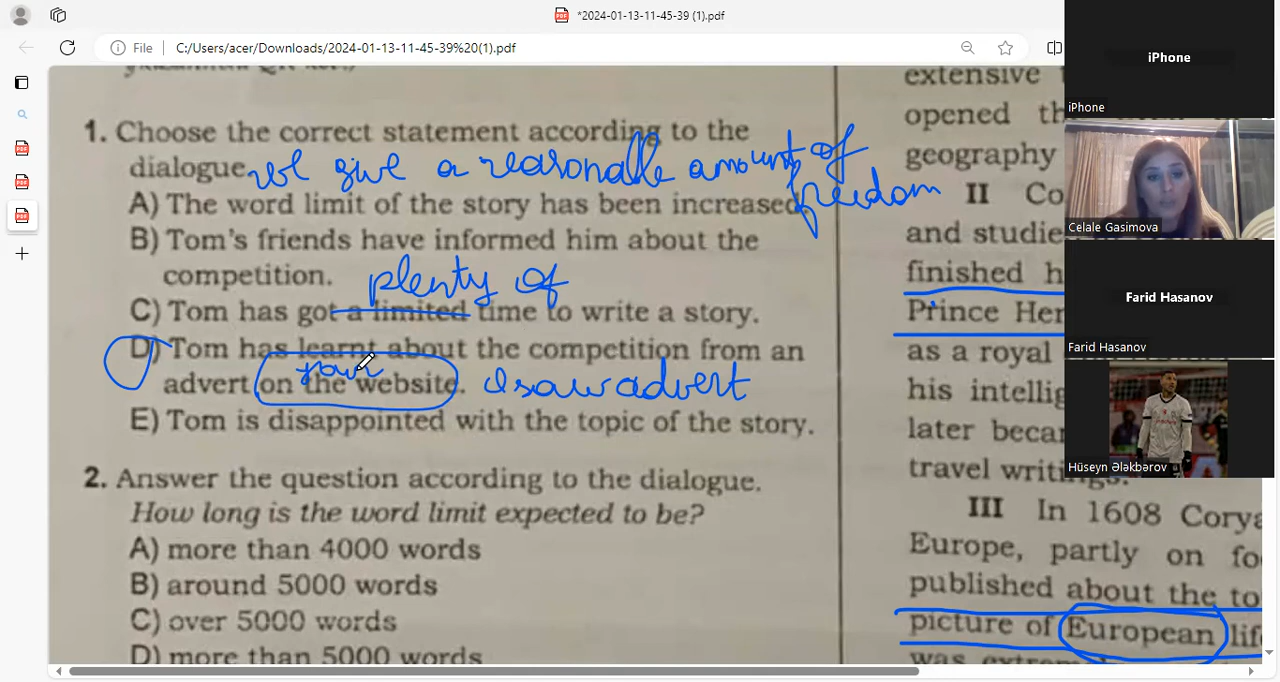 *2024-01-13-11-45-39 (1).pdf
File C:/Users/acer/Downloads/2024-01-13-11-45-39%20(1).pdf
1. Choose the correct statement according to the
dialogue. give a reasonable amount of
freedom
A) The word limit of the story has been increased.
B) Tom's friends have informed him about the
competition.
plenty of
C) Tom has got a limited time to write a story.
D) Tom has learnt about the competition from an
your
advert on the website. I saw advert
E) Tom is disappointed with the topic of the story.
2. Answer the question according to the dialogue.
How long is the word limit expected to be?
A) more than 4000 words
B) around 5000 words
C) over 5000 words
D) more than 5000 words
extensive
opened th
geography
II Co
and studie
finished h
Prince Her
as a royal
his intellig
later becar
travel writings.
III In 1608 Corya
Europe, partly on fo
published about the to
picture of European lif
was extrem
iPhone
iPhone
Celale Gasimova
Farid Hasanov
Farid Hasanov
Hüseyn Ələkbərov